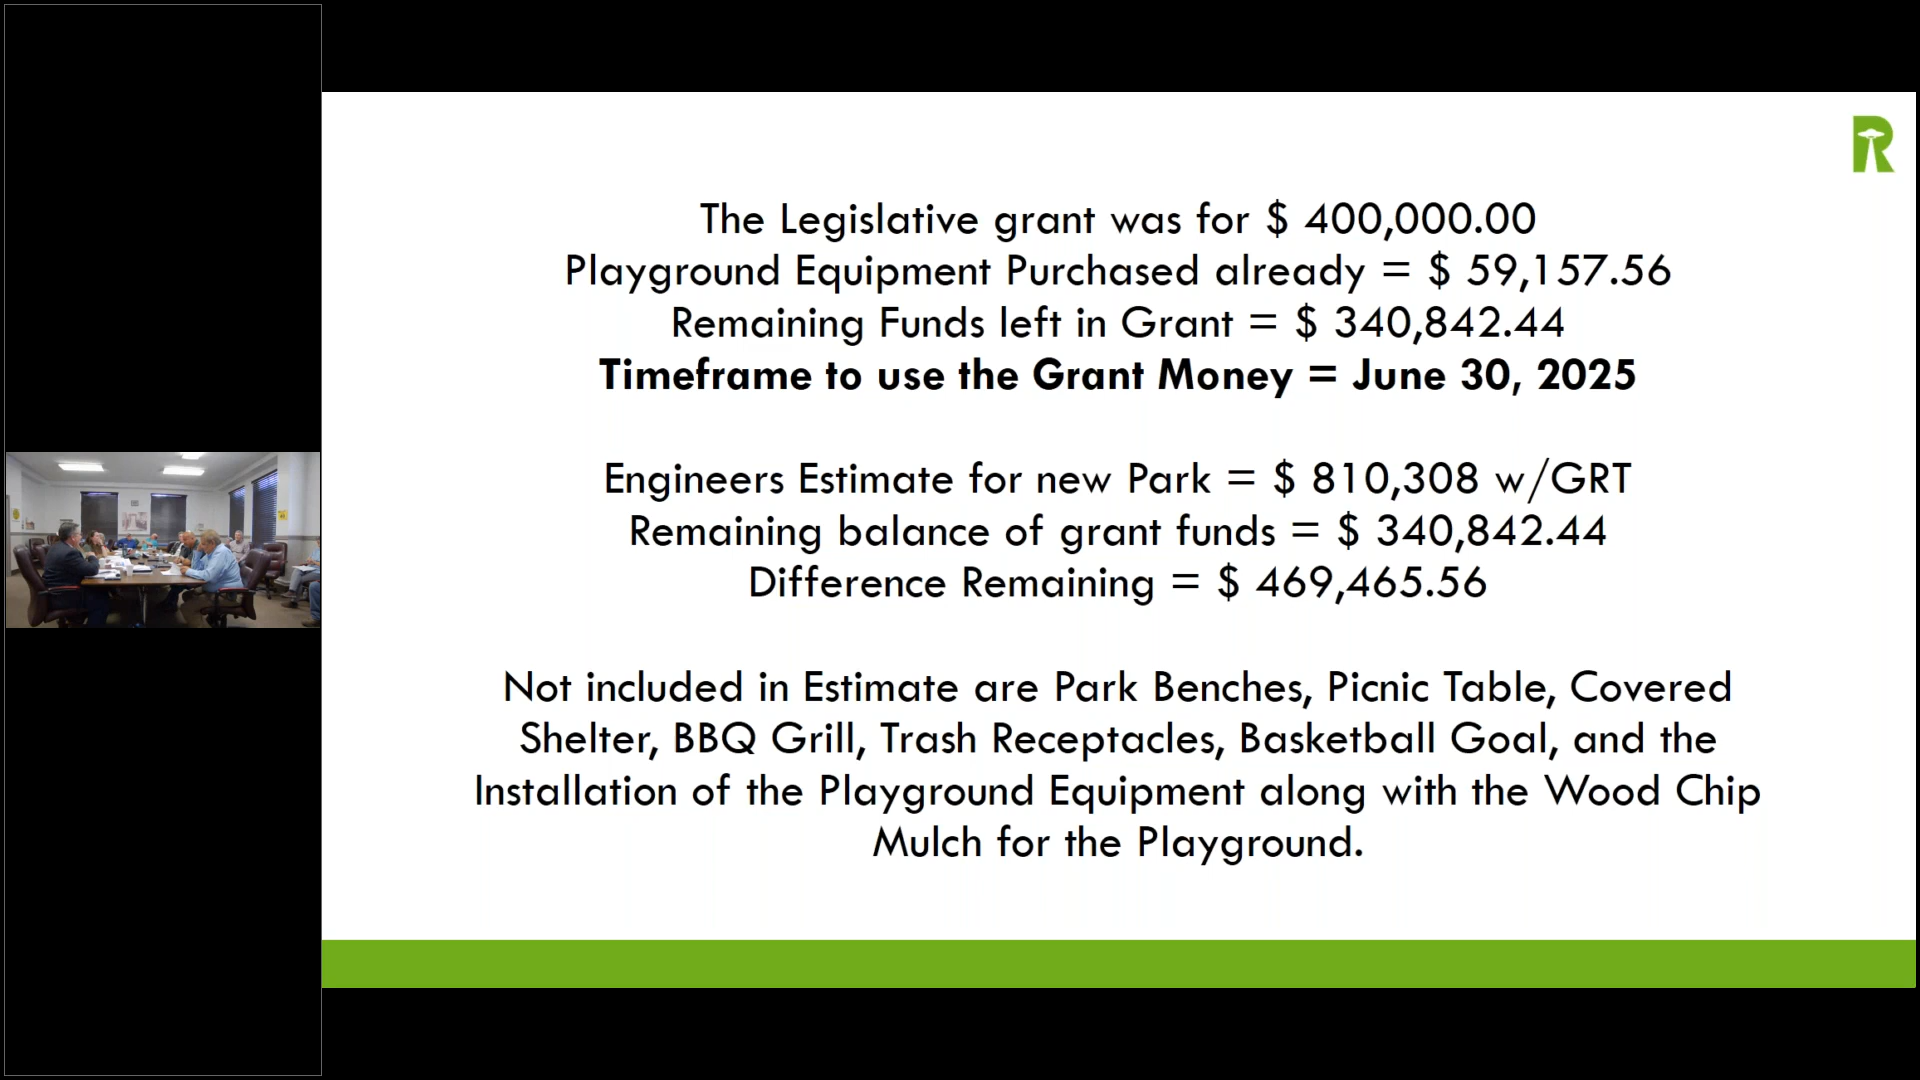 R
The Legislative grant was for $ 400,000.00
Playground Equipment Purchased already = $ 59,157.56
Remaining Funds left in Grant = $ 340,842.44
Timeframe to use the Grant Money = June 30, 2025
Engineers Estimate for new Park = $ 810,308 w/GRT
Remaining balance of grant funds = $ 340,842.44
Difference Remaining = $ 469,465.56
Not included in Estimate are Park Benches, Picnic Table, Covered
Shelter, BBQ Grill, Trash Receptacles, Basketball Goal, and the
Installation of the Playground Equipment along with the Wood Chip
Mulch for the Playground.